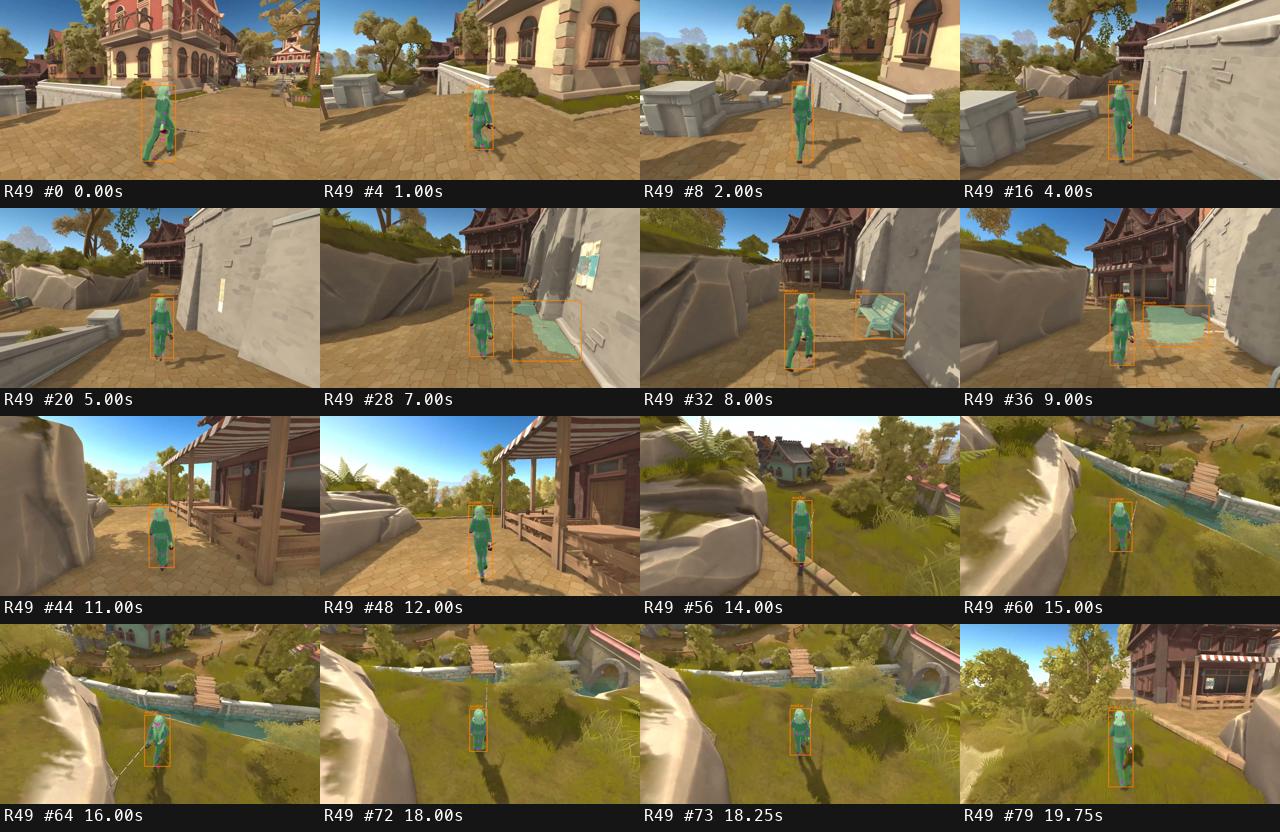 R49 #0 0.00s
R49 #4 1.00s
R49 #8 2.00s
R49 #16 4.00s
R49 #20 5.00s
R49 #28 7.00s
R49 #32 8.00s
R49 #36 9.00s
R49 #44 11.00s
R49 #48 12.00s
R49 #56 14.00s
R49 #60 15.00s
R49 #64 16.00s
R49 #72 18.00s
R49 #73 18.25s
R49 #79 19.75s